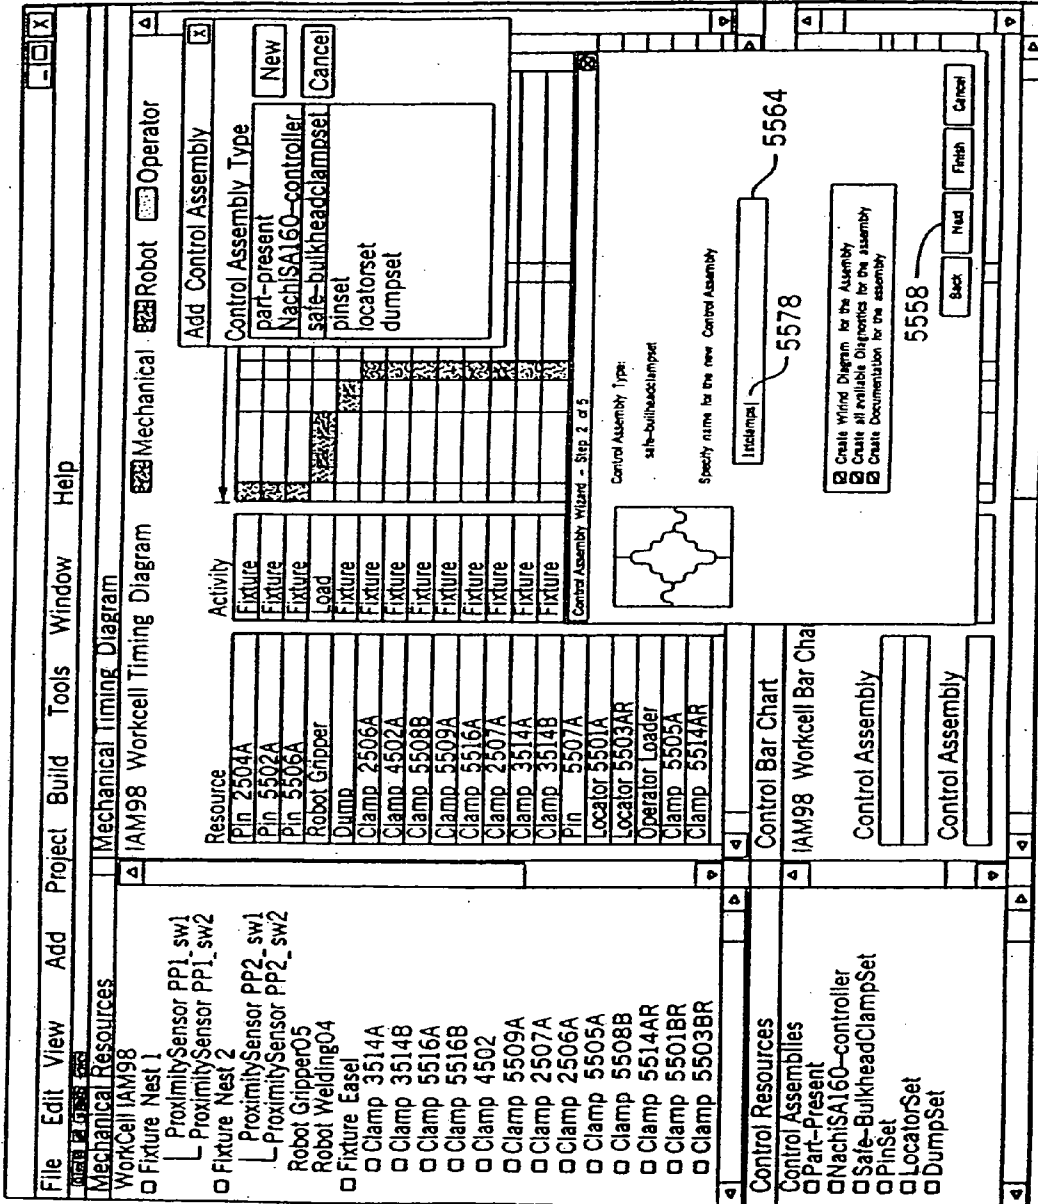 File Edit View Add Project Build Tools Window Help
Mechanical Resources
WorkCell IAM98
Fixture Nest 1
ProximitySensor PP1_sw1
ProximitySensor PP1_sw2
Fixture Nest 2
ProximitySensor PP2_sw1
ProximitySensor PP2_sw2
Robot Gripper05
Robot Welding04
Fixture Easel
Clamp 3514A
Clamp 3514B
Clamp 5516A
Clamp 5516B
Clamp 4502
Clamp 5509A
Clamp 2507A
Clamp 2506A
Clamp 5505A
Clamp 5508B
Clamp 5514AR
Clamp 5501BR
Clamp 5503BR
Control Resources
Control Assemblies
Part-Present
NachiSA160-controller
Safe-BulkheadClampSet
PinSet
LocatorSet
DumpSet
Mechanical Timing Diagram
IAM98 Workcell Timing Diagram Mechanical Robot Operator
Resource Activity
Pin 2504A Fixture
Pin 5502A Fixture
Pin 5506A Fixture
Robot Gripper Load
Dump Fixture
Clamp 2506A Fixture
Clamp 4502A Fixture
Clamp 5508B Fixture
Clamp 5509A Fixture
Clamp 5516A Fixture
Clamp 2507A Fixture
Clamp 3514A Fixture
Clamp 3514B Fixture
Pin 5507A
Locator 5501A
Locator 5503AR
Operator Loader
Clamp 5505A
Clamp 5514AR
Add Control Assembly
Control Assembly Type
part-present
NachiSA160-controller
safe-bulkheadclampset
pinset
locatorset
dumpset
New
Cancel
Control Assembly Wizard - Step 2 of 5
Control Assembly Type:
safe-builheadclampset
Specify name for the new Control Assembly
1stclamps
5578
5564
Create Wirind Diagram for the Assembly
Create all available Diagnostics for the assembly
Create Documentation for the assembly
5558
Back Next Finish Cancel
Control Bar Chart
IAM98 Workcell Bar Chart
Control Assembly
Control Assembly